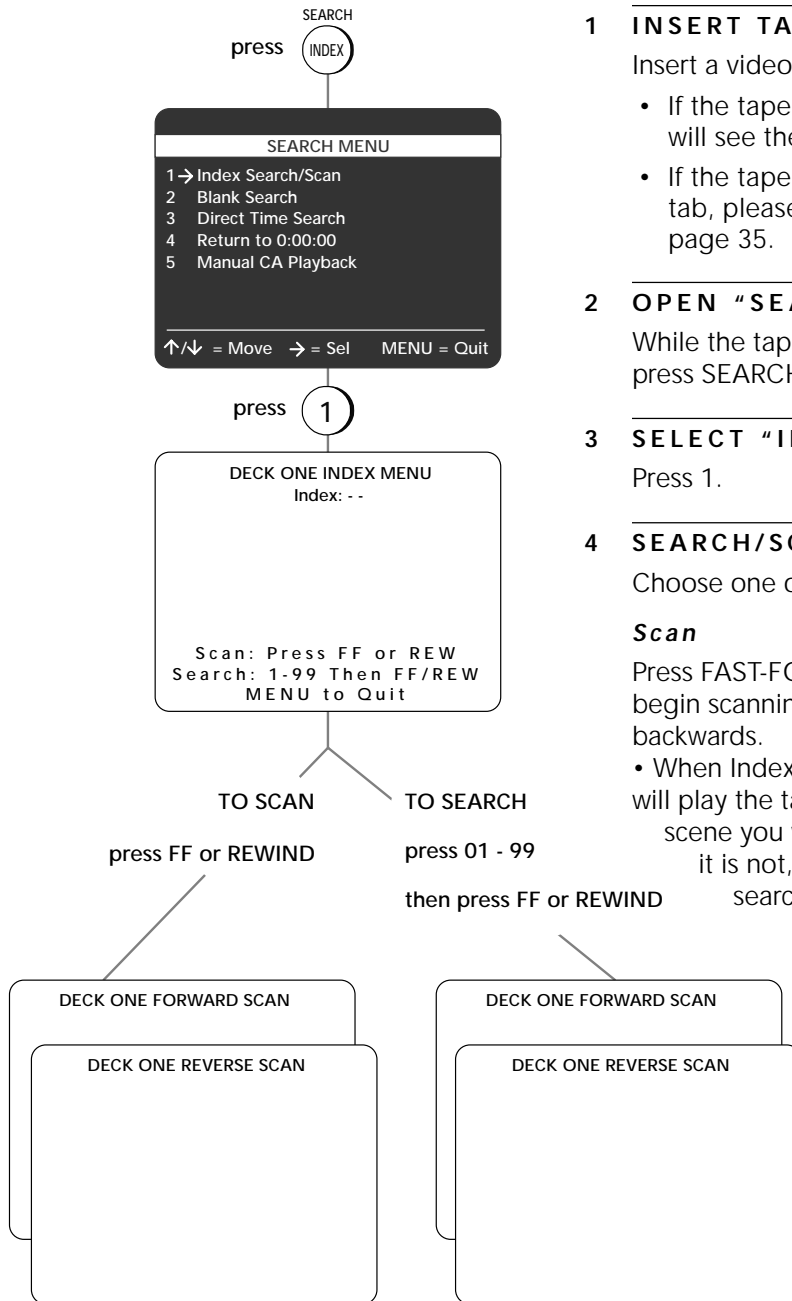 SEARCH
press INDEX
SEARCH MENU
1→Index Search/Scan
2 Blank Search
3 Direct Time Search
4 Return to 0:00:00
5 Manual CA Playback
↑/↓ = Move → = Sel MENU = Quit
press 1
DECK ONE INDEX MENU
Index: - -
Scan: Press FF or REW
Search: 1-99 Then FF/REW
MENU to Quit
TO SCAN
press FF or REWIND
TO SEARCH
press 01 - 99
then press FF or REWIND
DECK ONE FORWARD SCAN
DECK ONE REVERSE SCAN
DECK ONE FORWARD SCAN
DECK ONE REVERSE SCAN
1 INSERT TA
Insert a video
• If the tape
will see the
• If the tape
tab, please
page 35.
2 OPEN “SEA
While the tap
press SEARCH
3 SELECT “I
Press 1.
4 SEARCH/SC
Choose one o
Scan
Press FAST-FO
begin scannin
backwards.
• When Index
will play the ta
scene you
it is not,
searc